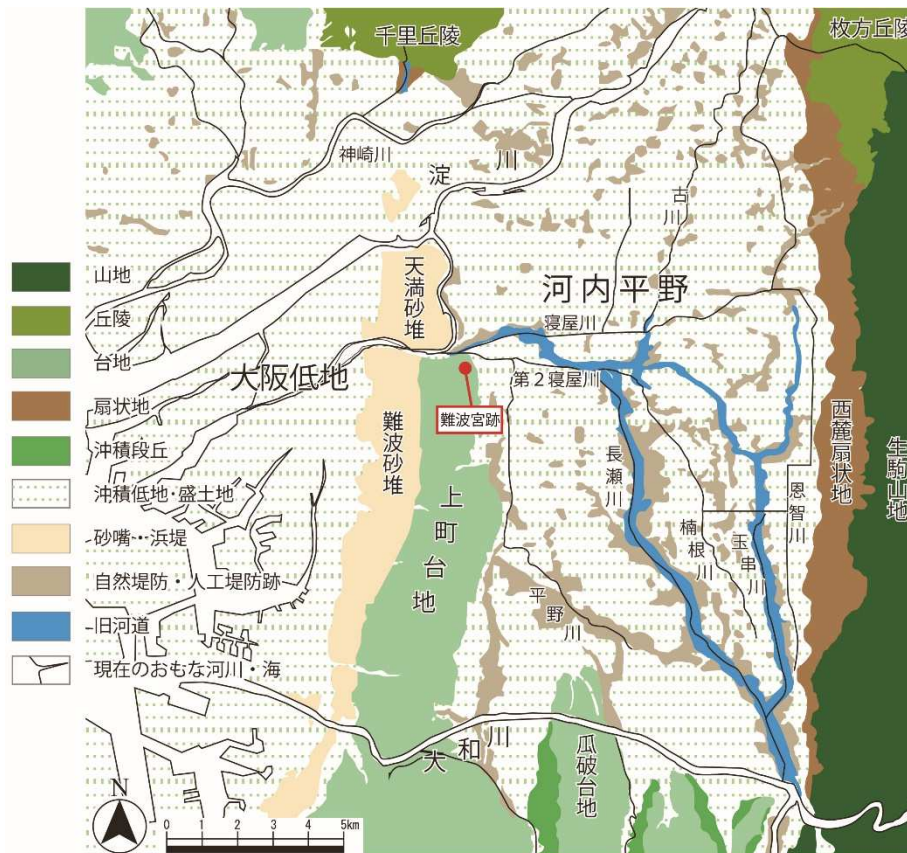 千里丘陵
枚方丘陵
神崎川
淀川
古川
天満砂堆
河内平野
寝屋川
大阪低地
第2寝屋川
難波宮跡
難波砂堆
上町台地
長瀬川
楠根川
玉串川
恩智川
西麓扇状地
生駒山地
平野川
大和川
瓜破台地
山地
丘陵
台地
扇状地
沖積段丘
沖積低地・盛土地
砂嘴・浜堤
自然堤防・人工堤防跡
旧河道
現在のおもな河川・海
N
0 1 2 3 4 5km